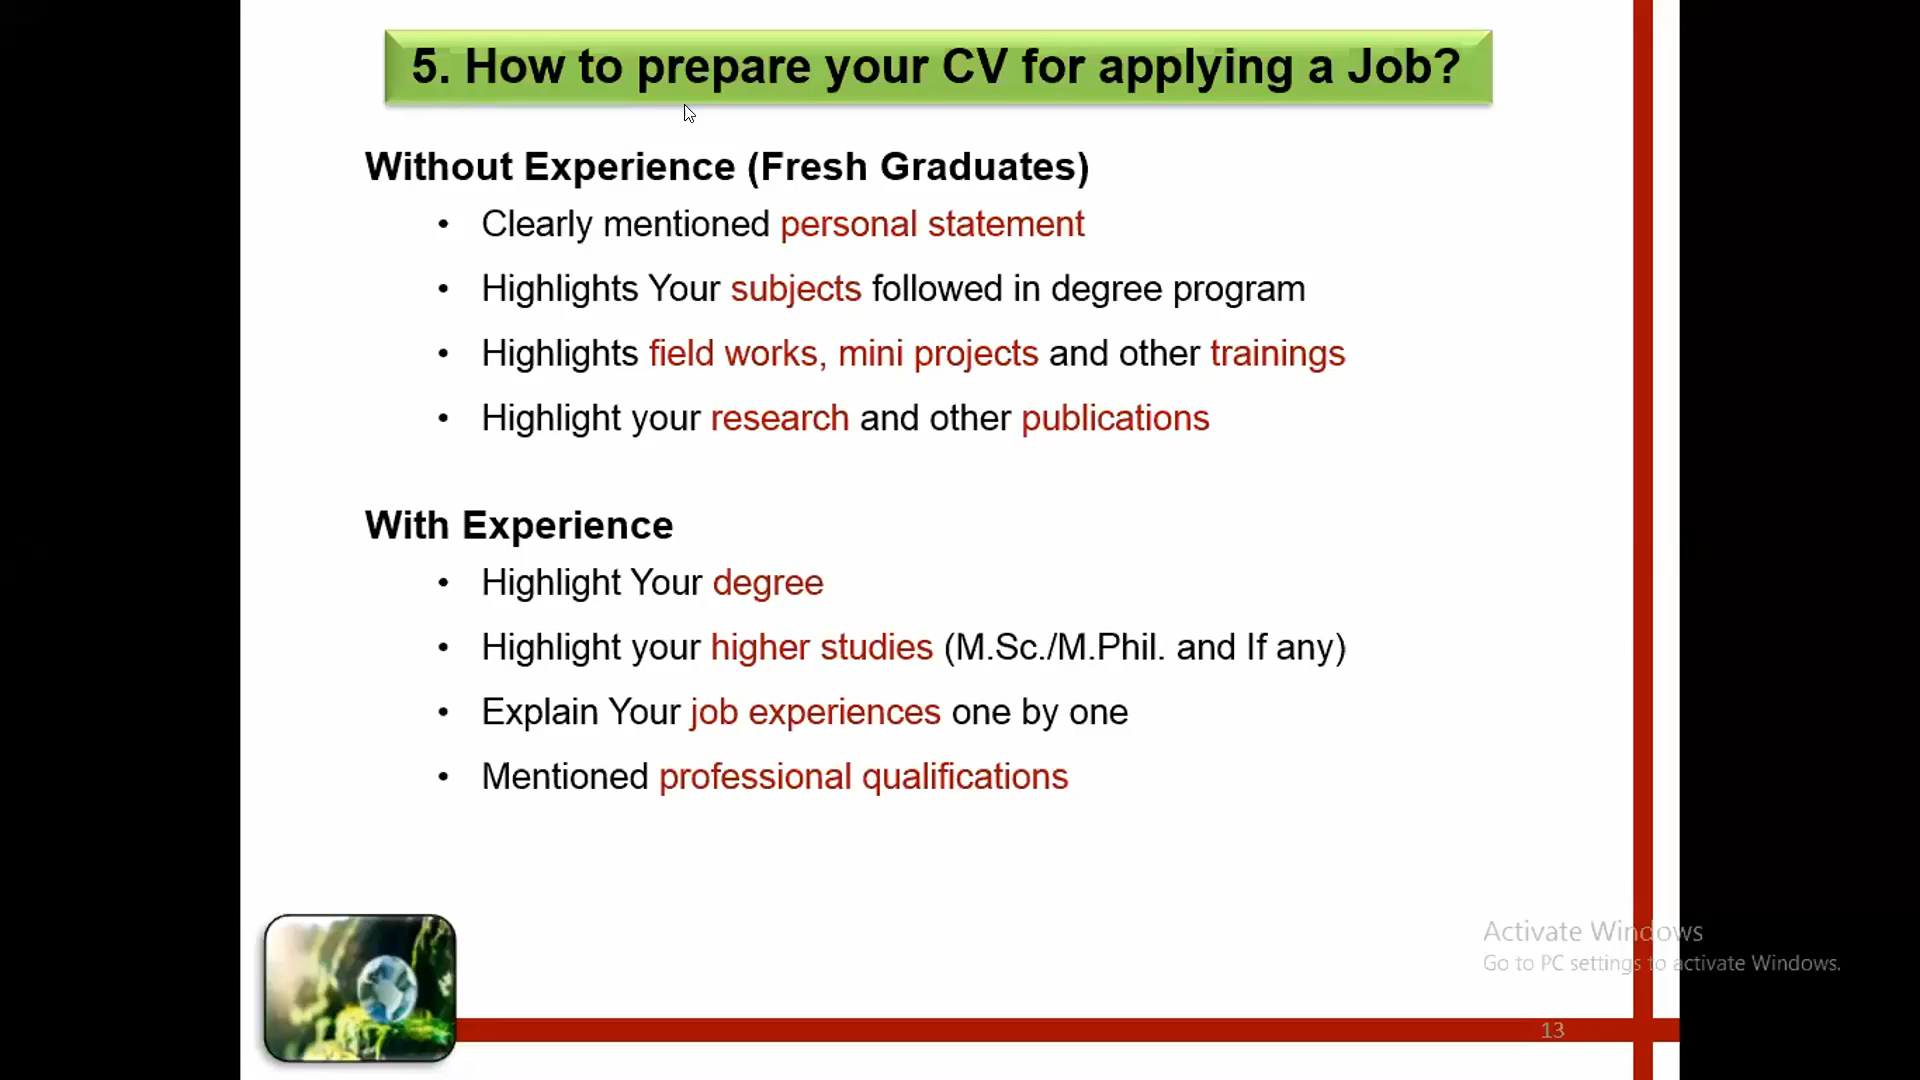 5. How to prepare your CV for applying a Job?
Without Experience (Fresh Graduates)
• Clearly mentioned personal statement
• Highlights Your subjects followed in degree program
• Highlights field works, mini projects and other trainings
• Highlight your research and other publications
With Experience
• Highlight Your degree
• Highlight your higher studies (M.Sc./M.Phil. and If any)
• Explain Your job experiences one by one
• Mentioned professional qualifications
Activate Windows
Go to PC settings to activate Windows.
13